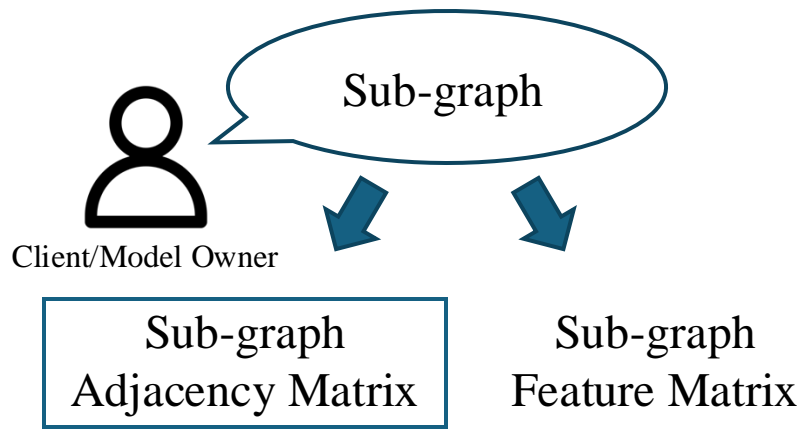 Sub-graph
Client/Model Owner
Sub-graph
Adjacency Matrix
Sub-graph
Feature Matrix